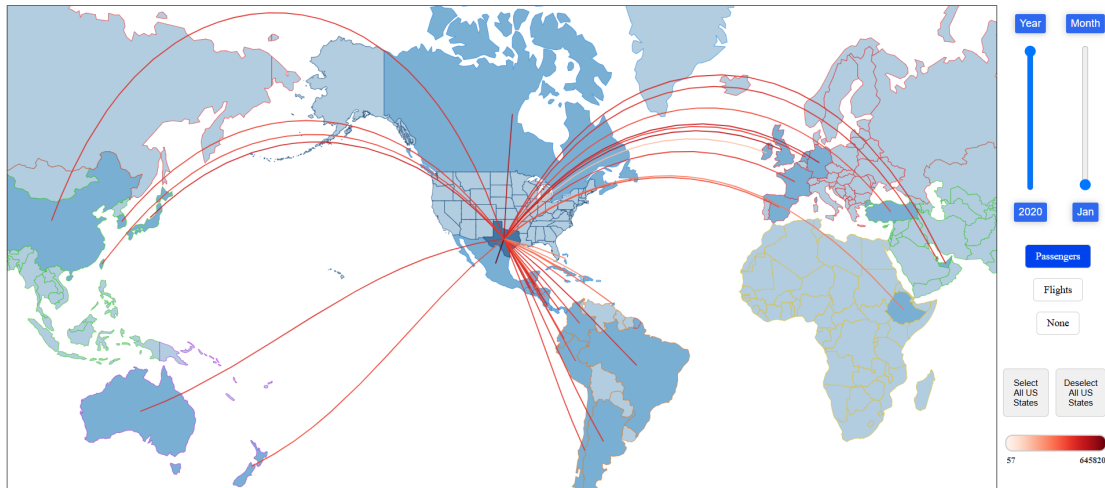 Year
Month
2020
Jan
Passengers
Flights
None
Select
All US
States
Deselect
All US
States
57
645820